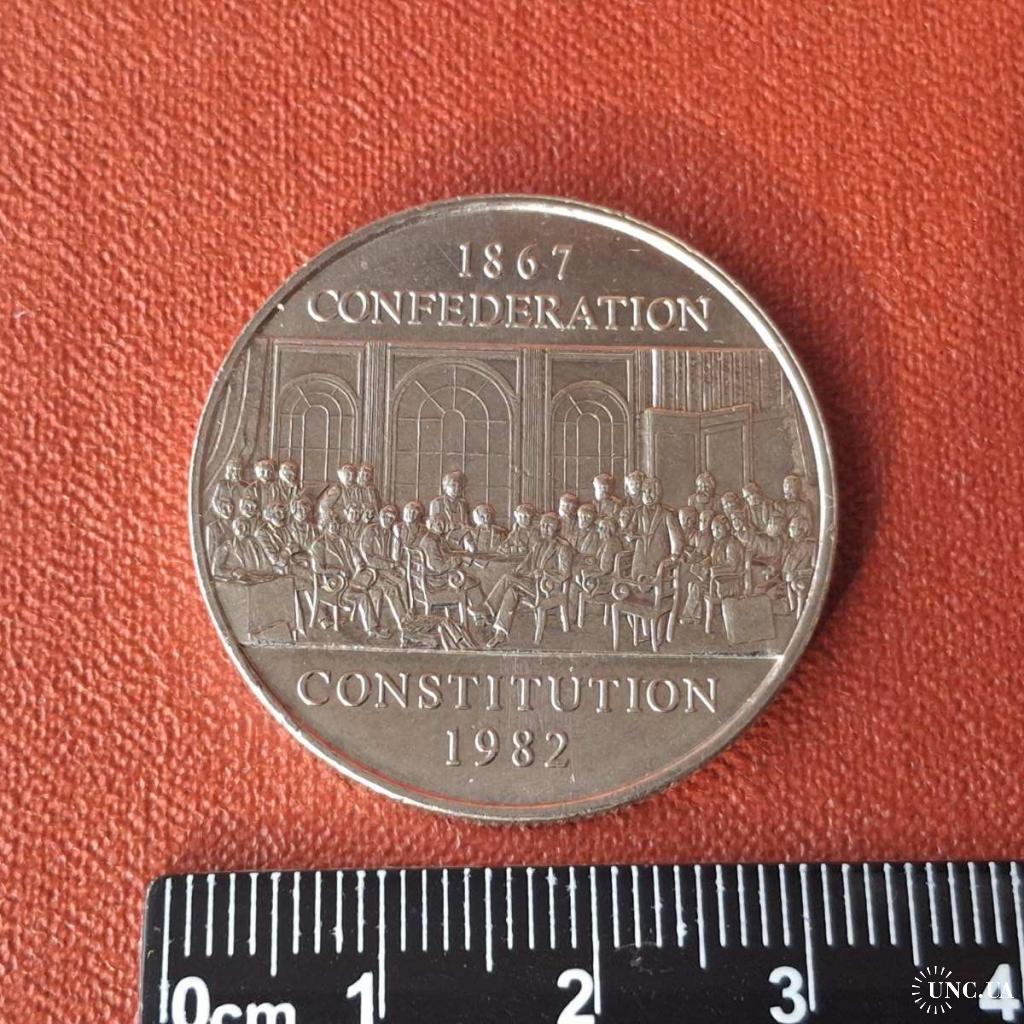 1867
CONFEDERATION
CONSTITUTION
1982
0cm 1 2 3 4
UNC.UA